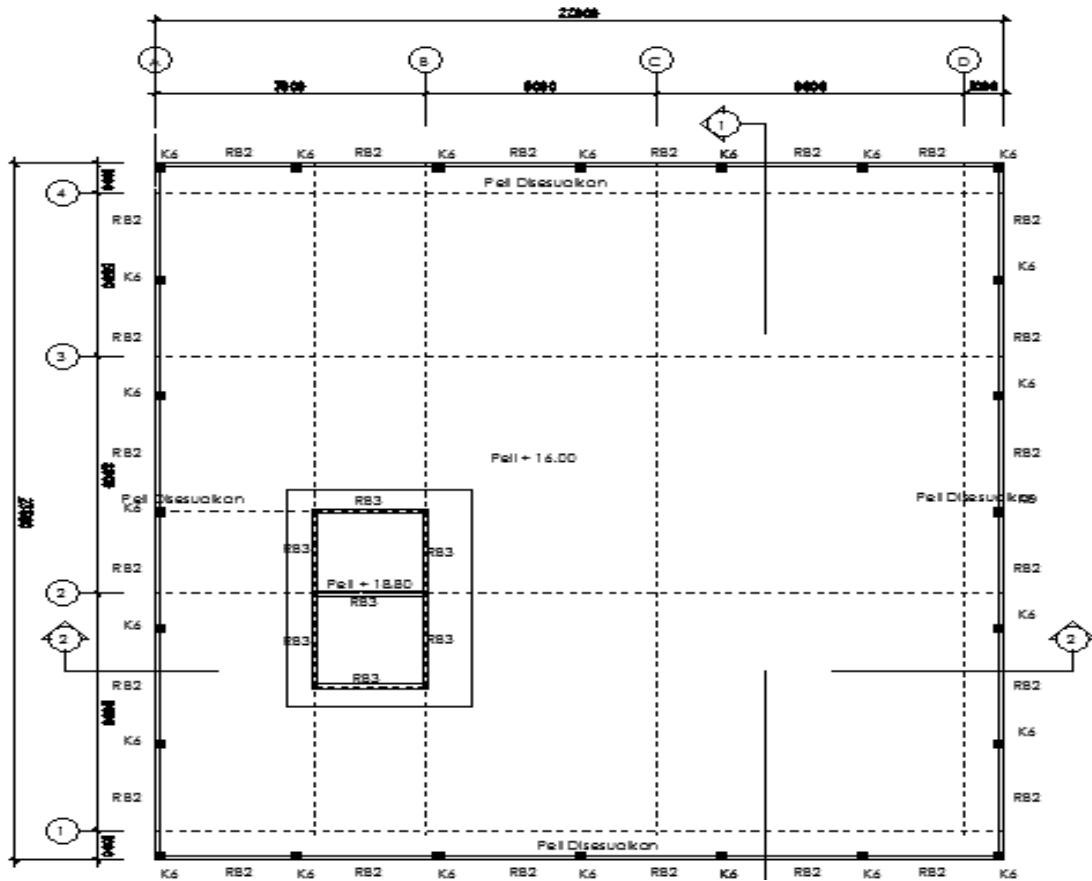 A B C D
1
K6 RB2 K6 RB2 K6 RB2 K6 RB2 K6 RB2 K6 RB2 K6
Peil Disesuaikan
4
RB2 RB2
K6 K6
RB2 RB2
3
K6 K6
RB2 RB2
Peil + 16.00
Peil Disesuaikan RB3 Peil Disesuaikan
K6
RB3 RB3
RB2 RB2
Peil + 18.80
2
RB3
K6 K6
2 RB3 RB3 2
RB3
RB2 RB2
K6 K6
RB2 RB2
1
Peil Disesuaikan
K6 RB2 K6 RB2 K6 RB2 K6 RB2 K6 RB2 K6 RB2 K6